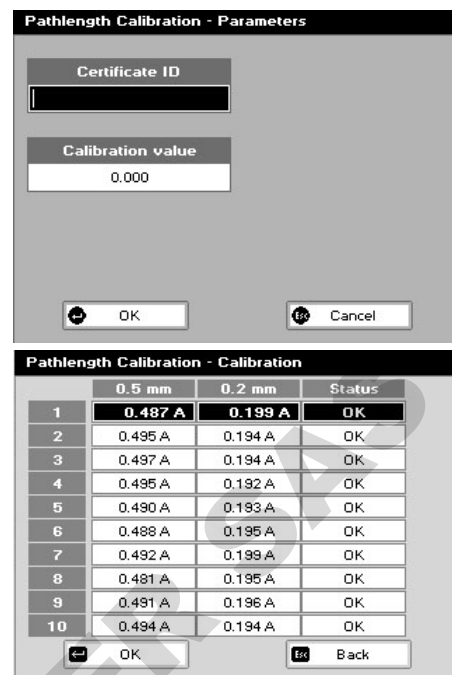 Pathlength Calibration - Parameters
Certificate ID
Calibration value
0.000
OK
Esc Cancel
Pathlength Calibration - Calibration
0.5 mm 0.2 mm Status
1 0.487 A 0.199 A OK
2 0.495 A 0.194 A OK
3 0.497 A 0.194 A OK
4 0.495 A 0.192 A OK
5 0.490 A 0.193 A OK
6 0.488 A 0.195 A OK
7 0.492 A 0.199 A OK
8 0.481 A 0.195 A OK
9 0.491 A 0.196 A OK
10 0.494 A 0.194 A OK
OK Esc Back
ER SAS